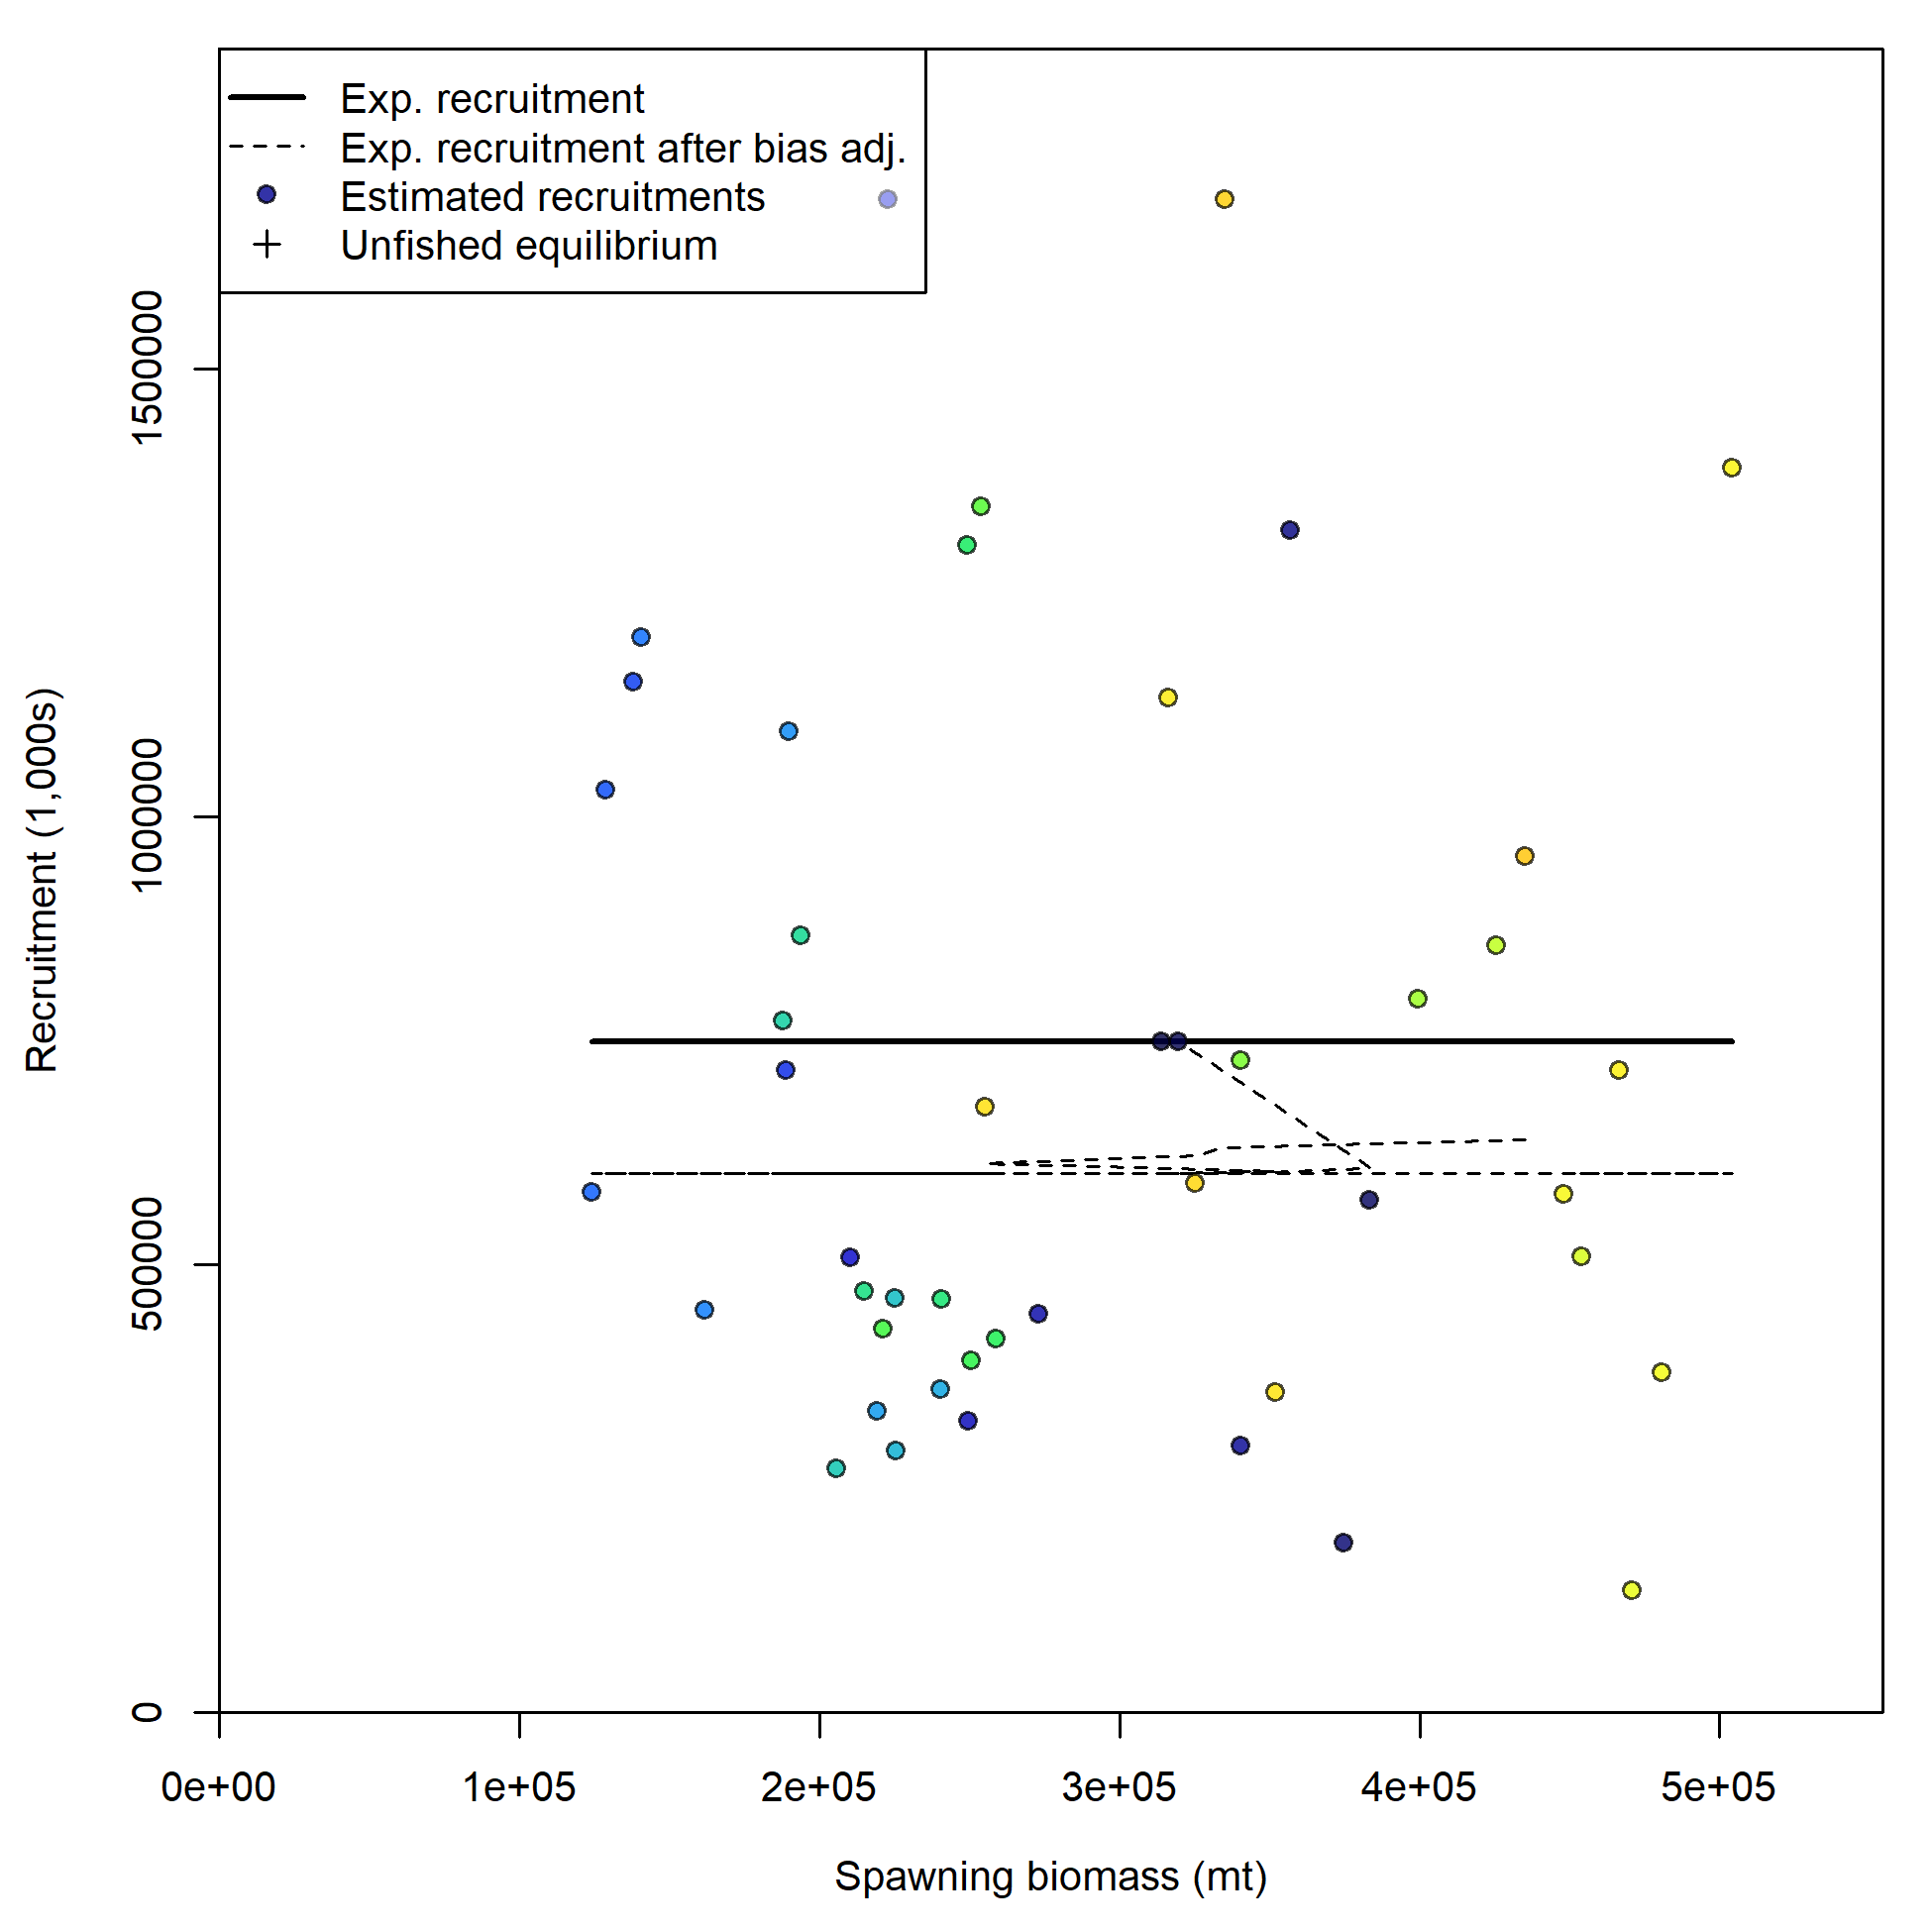 Exp. recruitment
Exp. recruitment after bias adj.
Estimated recruitments
Unfished equilibrium
Recruitment (1,000s)
1500000
1000000
500000
0
0e+00 1e+05 2e+05 3e+05 4e+05 5e+05
Spawning biomass (mt)